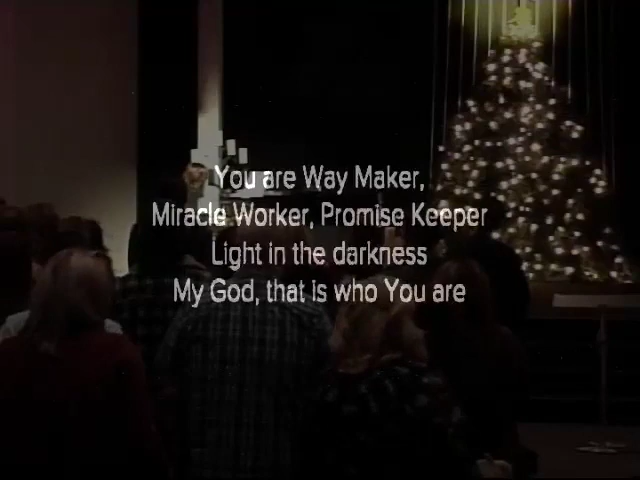 You are Way Maker,
Miracle Worker, Promise Keeper
Light in the darkness
My God, that is who You are